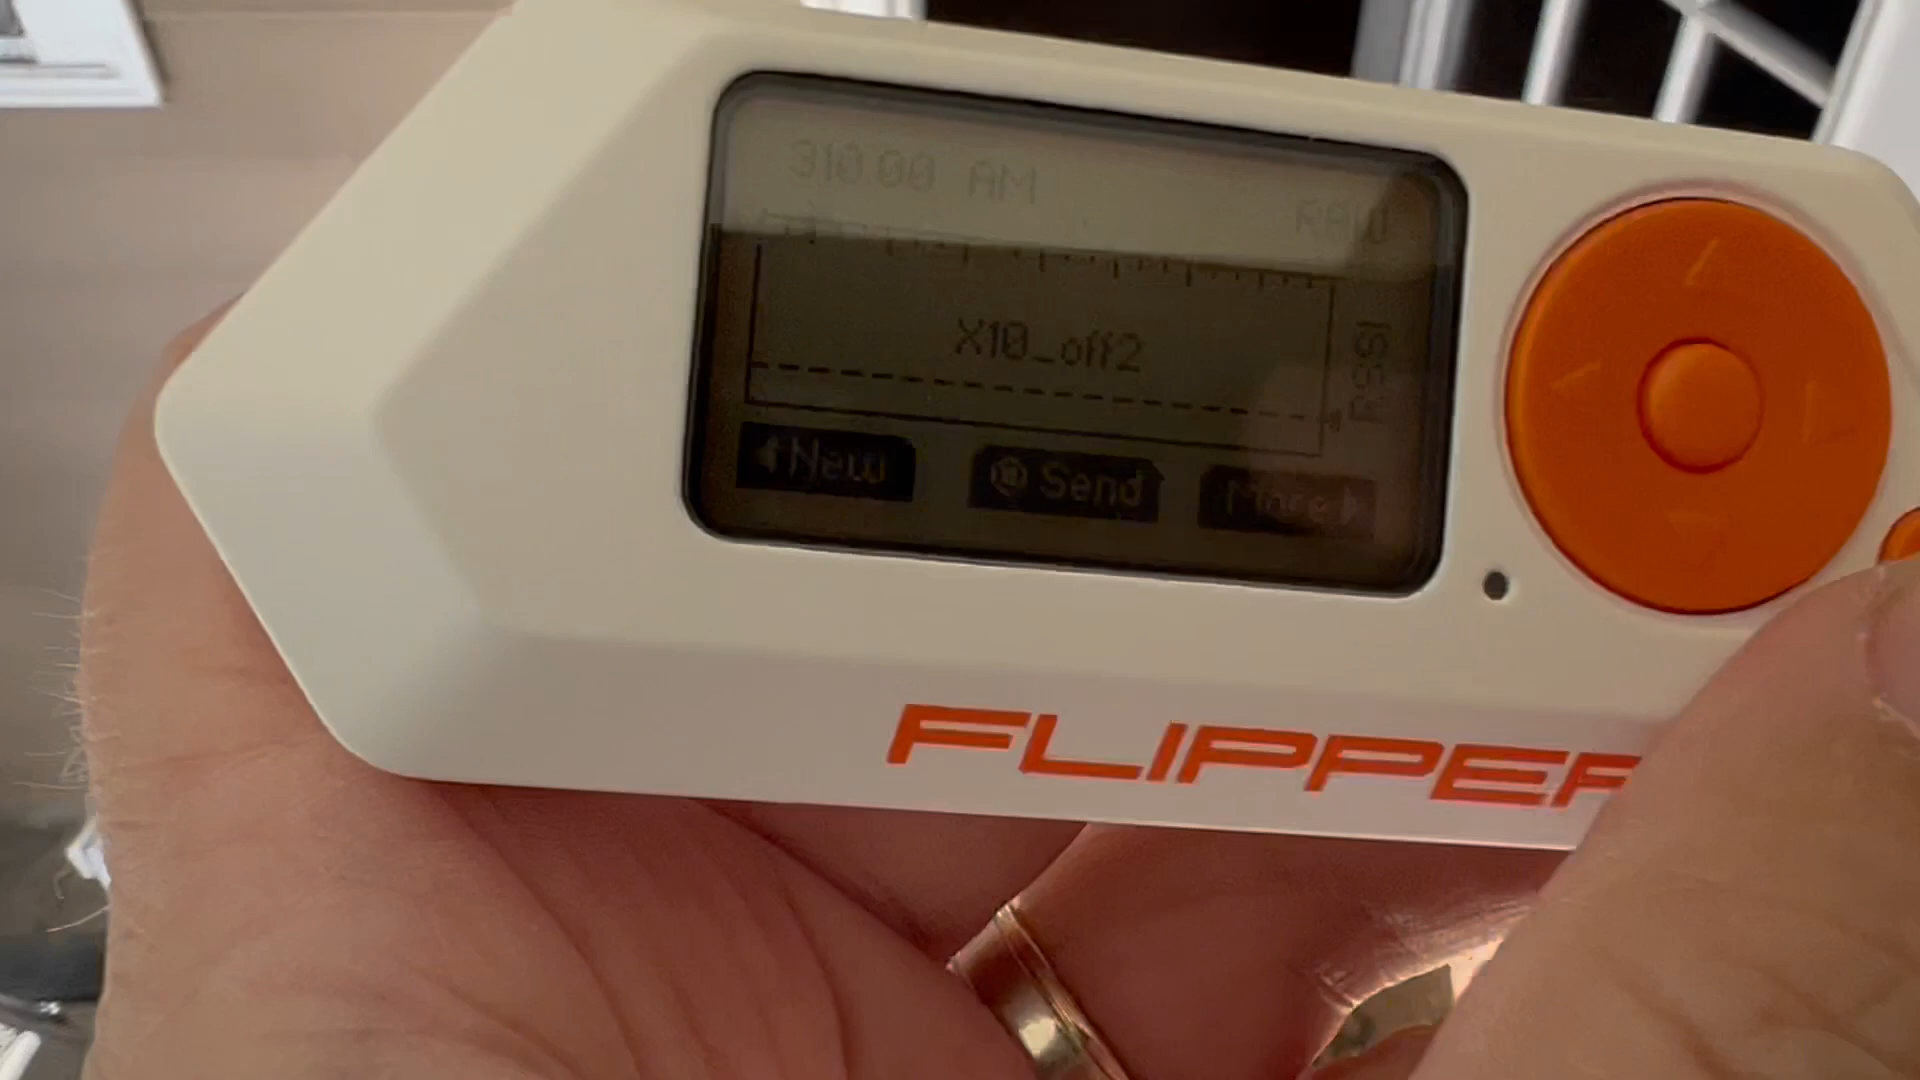 310.00 AM
RAW
X10_off2
RSSI
New
Send
More
FLIPPER